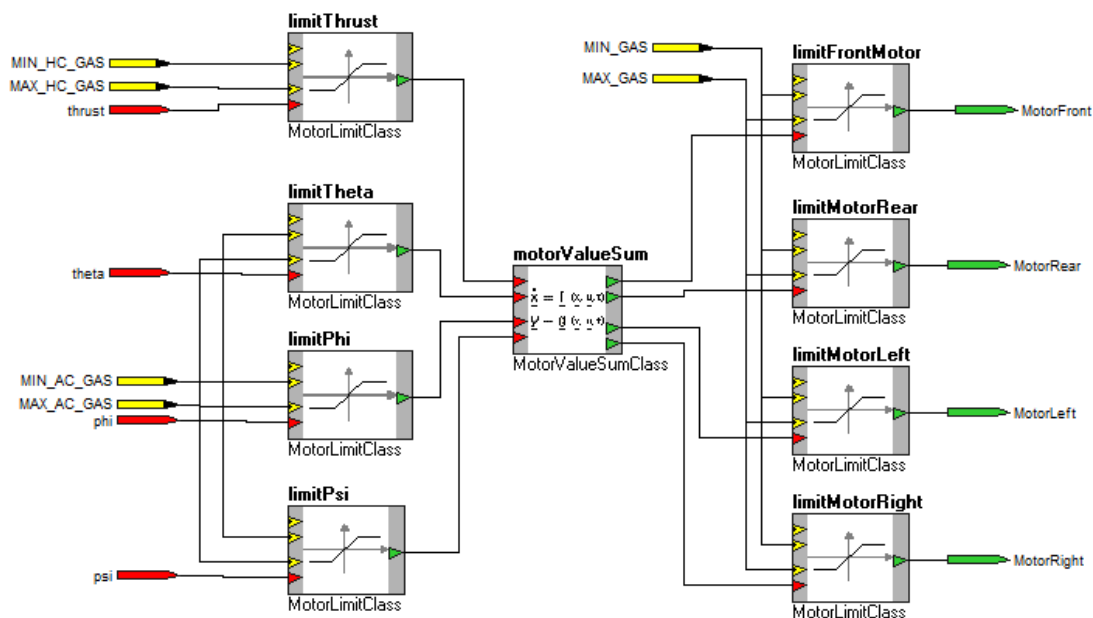 limitThrust
MIN_HC_GAS
MAX_HC_GAS
thrust
MotorLimitClass
limitTheta
theta
MotorLimitClass
limitPhi
MIN_AC_GAS
MAX_AC_GAS
phi
MotorLimitClass
limitPsi
psi
MotorLimitClass
motorValueSum
MotorValueSumClass
MIN_GAS
MAX_GAS
limitFrontMotor
MotorFront
MotorLimitClass
limitMotorRear
MotorRear
MotorLimitClass
limitMotorLeft
MotorLeft
MotorLimitClass
limitMotorRight
MotorRight
MotorLimitClass